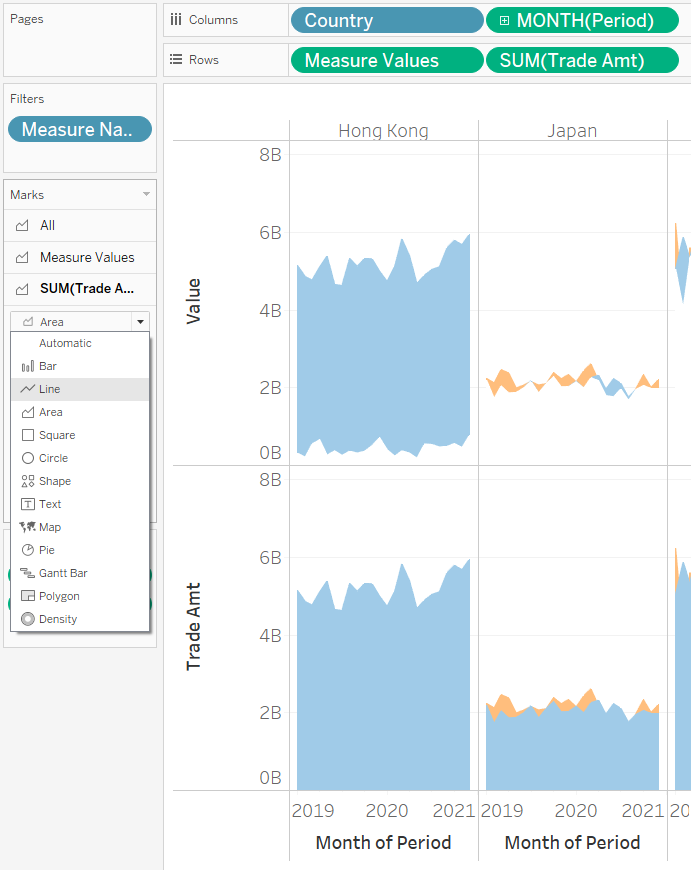 Pages
Columns
Country
MONTH(Period)
Rows
Measure Values
SUM(Trade Amt)
Filters
Measure Na..
Marks
All
Measure Values
SUM(Trade A...
Area
Automatic
Bar
Line
Area
Square
Circle
Shape
T Text
Map
Pie
Gantt Bar
Polygon
Density
Hong Kong
Japan
Value
8B
6B
4B
2B
0B
Trade Amt
8B
6B
4B
2B
0B
2019 2020 2021 2019 2020 2021 20
Month of Period
Month of Period